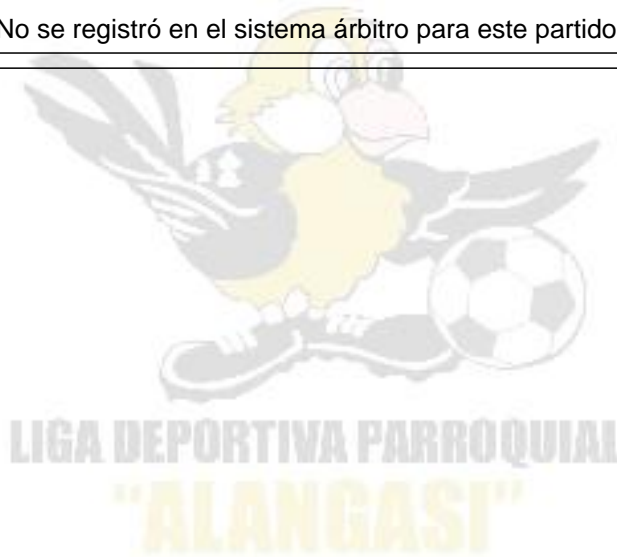 No se registró en el sistema árbitro para este partido
LIGA DEPORTIVA PARROQUIAL
"ALANGASI"